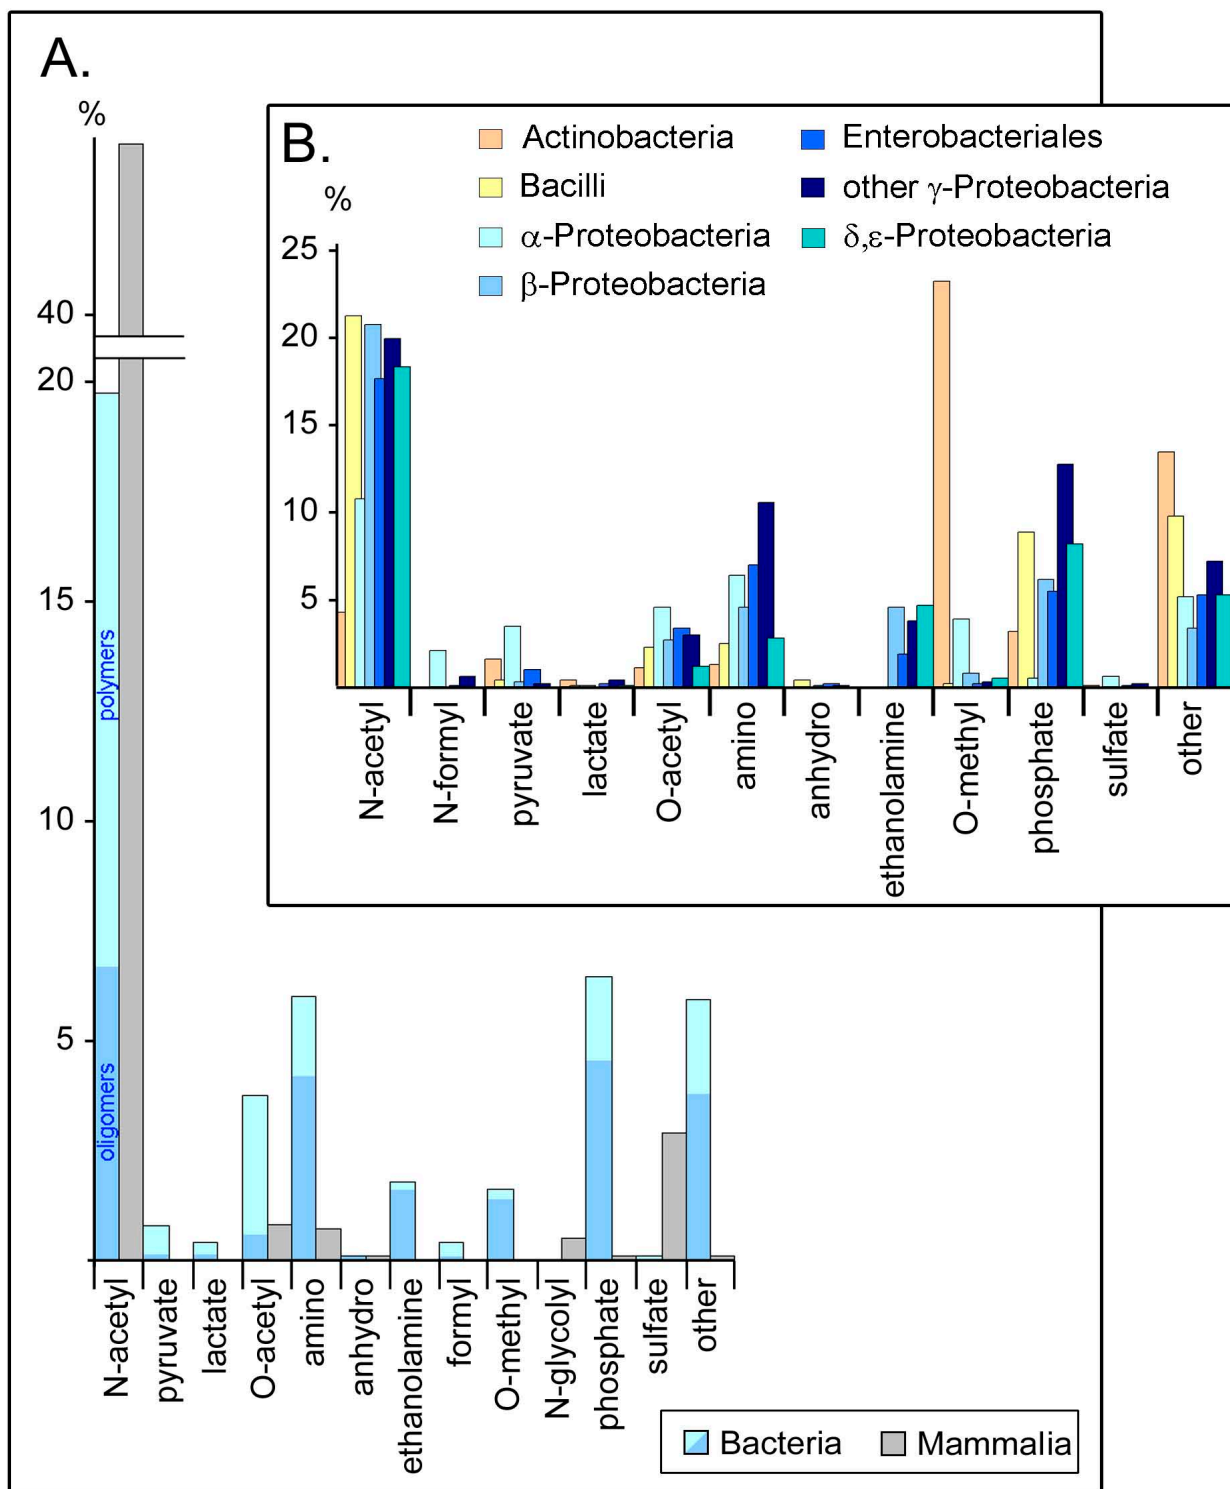 A.
%
40
20
15
10
5
polymers
oligomers
N-acetyl
pyruvate
lactate
O-acetyl
amino
anhydro
ethanolamine
formyl
O-methyl
N-glycolyl
phosphate
sulfate
other
Bacteria
Mammalia
B.
Actinobacteria
Bacilli
α-Proteobacteria
β-Proteobacteria
Enterobacteriales
other γ-Proteobacteria
δ,ε-Proteobacteria
%
25
20
15
10
5
N-acetyl
N-formyl
pyruvate
lactate
O-acetyl
amino
anhydro
ethanolamine
O-methyl
phosphate
sulfate
other